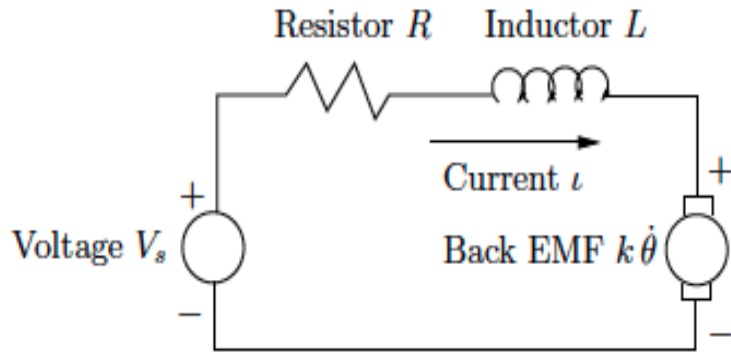 Resistor R Inductor L
+
Current ι
+
Voltage Vₛ
Back EMF k θ̇
−
−